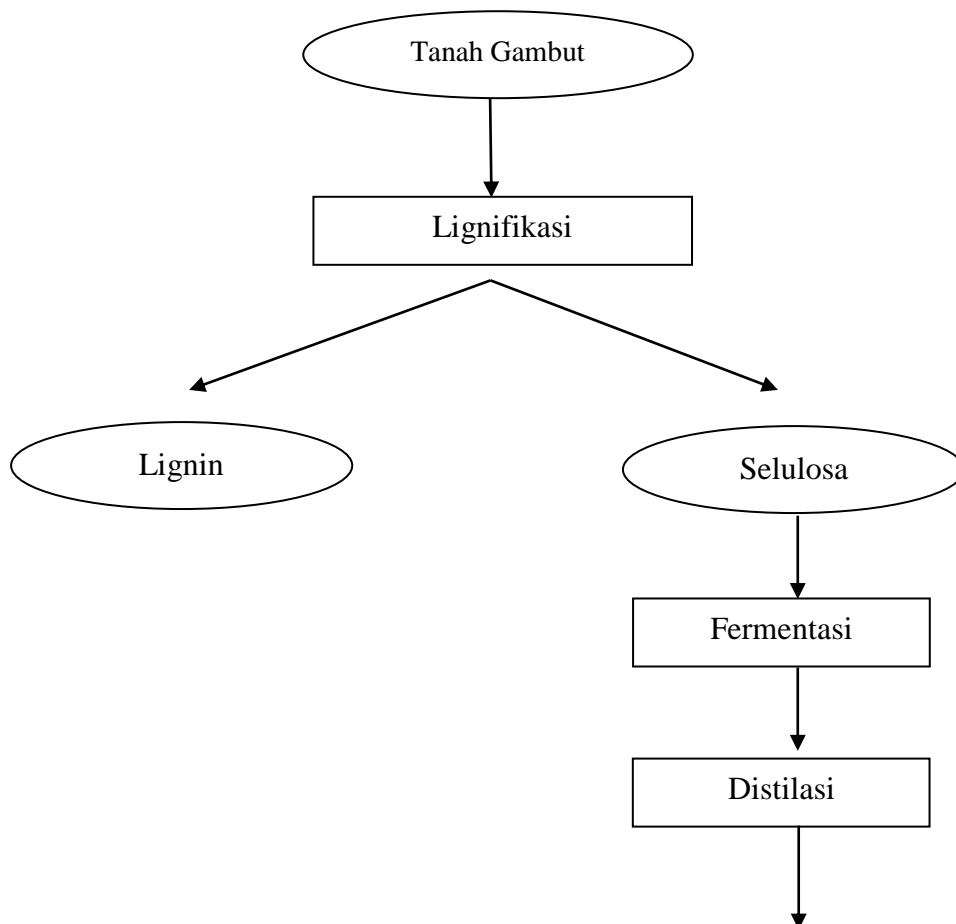 Tanah Gambut
Lignifikasi
Lignin
Selulosa
Fermentasi
Distilasi